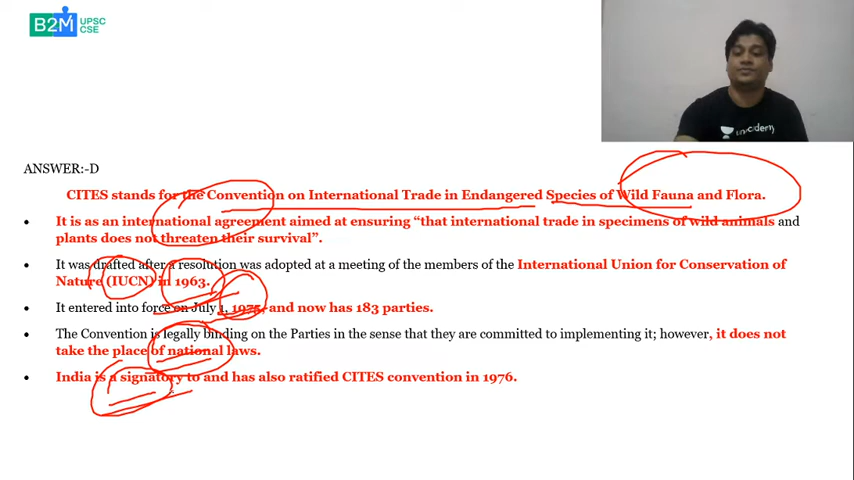 B2M UPSC
CSE
unacademy
ANSWER:-D
CITES stands for the Convention on International Trade in Endangered Species of Wild Fauna and Flora.
• It is as an international agreement aimed at ensuring “that international trade in specimens of wild animals and
plants does not threaten their survival”.
• It was drafted after a resolution was adopted at a meeting of the members of the International Union for Conservation of
Nature (IUCN) in 1963.
• It entered into force on July 1, 1975, and now has 183 parties.
• The Convention is legally binding on the Parties in the sense that they are committed to implementing it; however, it does not
take the place of national laws.
• India is a signatory to and has also ratified CITES convention in 1976.